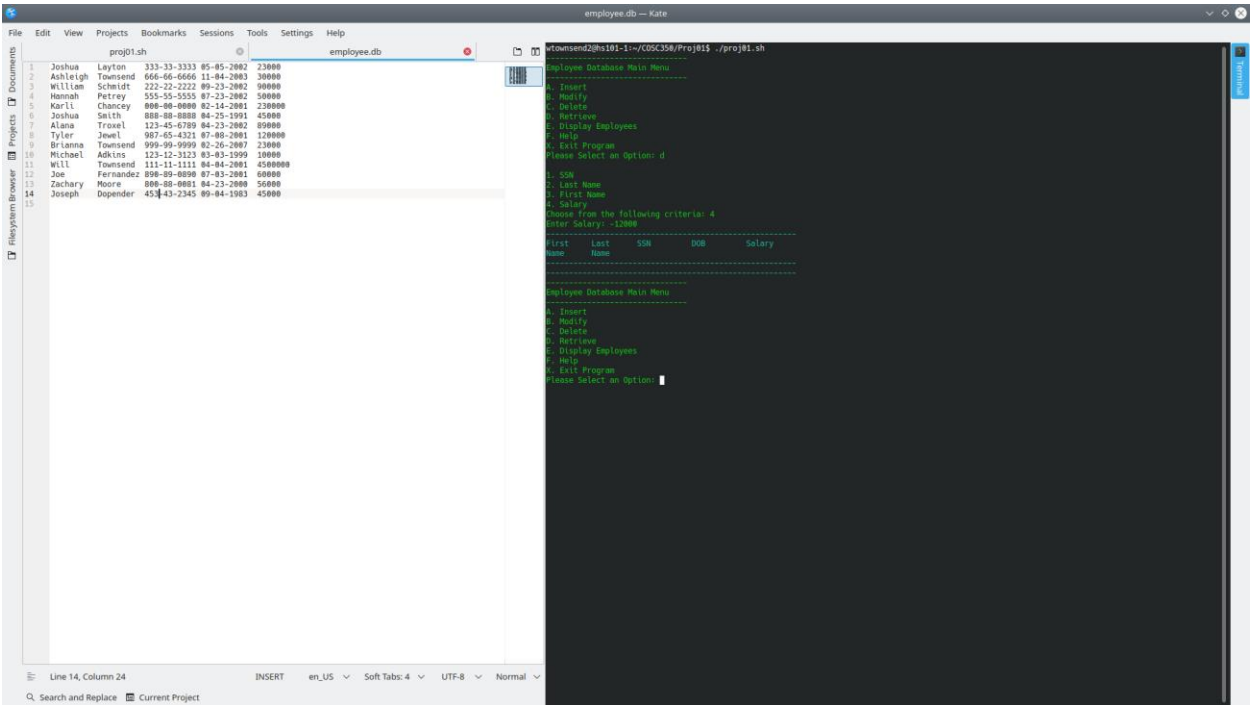 employee.db — Kate
File Edit View Projects Bookmarks Sessions Tools Settings Help
proj01.sh
employee.db
Documents
Projects
Filesystem Browser
1 Joshua Layton 333-33-3333 05-05-2002 23000
2 Ashleigh Townsend 666-66-6666 11-04-2003 30000
3 William Schmidt 222-22-2222 09-23-2002 90000
4 Hannah Petrey 555-55-5555 07-23-2002 50000
5 Karli Chancey 000-00-0000 02-14-2001 230000
6 Joshua Smith 888-88-8888 04-25-1991 45000
7 Alana Troxel 123-45-6789 04-23-2002 89000
8 Tyler Jewel 987-65-4321 07-08-2001 120000
9 Brianna Townsend 999-99-9999 02-26-2007 23000
10 Michael Adkins 123-12-3123 03-03-1999 10000
11 Will Townsend 111-11-1111 04-04-2001 4500000
12 Joe Fernandez 890-89-0890 07-03-2001 60000
13 Zachary Moore 800-88-0081 04-23-2000 56000
14 Joseph Dopender 453-43-2345 09-04-1983 45000
15
Line 14, Column 24 INSERT en_US Soft Tabs: 4 UTF-8 Normal
Search and Replace Current Project
wtownsend2@hs101-1:~/COSC350/Proj01$ ./proj01.sh
--------------------------------
Employee Database Main Menu
--------------------------------
A. Insert
B. Modify
C. Delete
D. Retrieve
E. Display Employees
F. Help
X. Exit Program
Please Select an Option: d
1. SSN
2. Last Name
3. First Name
4. Salary
Choose from the following criteria: 4
Enter Salary: -12000
---------------------------------------------------------
First Last SSN DOB Salary
Name Name
---------------------------------------------------------
---------------------------------------------------------
--------------------------------
Employee Database Main Menu
--------------------------------
A. Insert
B. Modify
C. Delete
D. Retrieve
E. Display Employees
F. Help
X. Exit Program
Please Select an Option:
Terminal